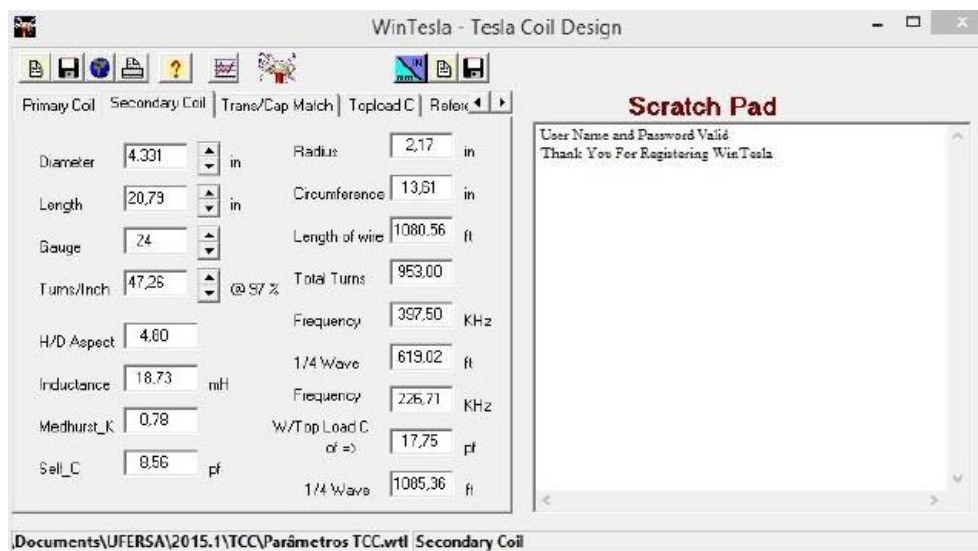 WinTesla - Tesla Coil Design
Primary Coil Secondary Coil Trans/Cap Match Topload C
Scratch Pad
User Name and Password Valid
Thank You For Registering WinTesla
Diameter 4.331 in
Length 20,79 in
Gauge 24
Turns/Inch 47,26 @ 97 %
H/D Aspect 4,80
Inductance 18,73 mH
Medhurst_K 0,78
Self_C 8,56 pf
Radius 2,17 in
Circumference 13,61 in
Length of wire 1080,56 ft
Total Turns 953,00
Frequency 397,50 KHz
1/4 Wave 619,02 ft
Frequency 226,71 KHz
W/Top Load C
of => 17,75 pf
1/4 Wave 1085,36 ft
,Documents\UFERSA\2015.1\TCC\Parâmetros TCC.wtl Secondary Coil